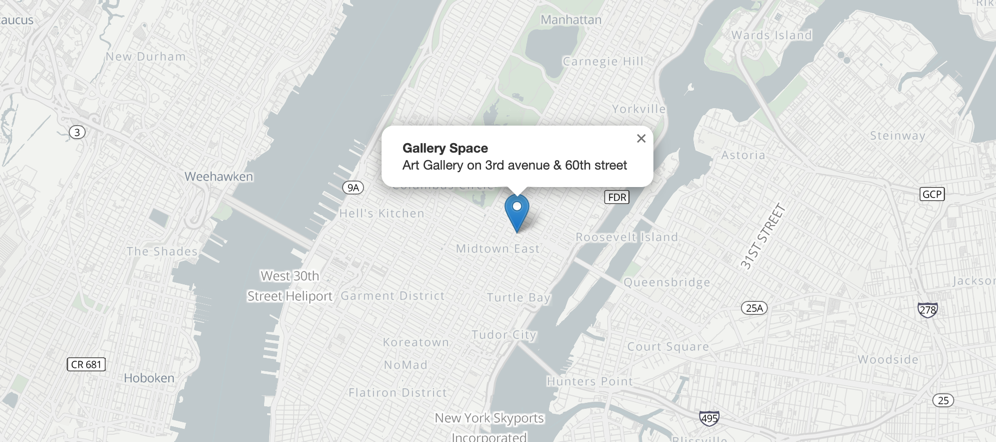 aucus
Manhattan
Wards Island
New Durham
Carnegie Hill
Yorkville
3
Steinway
Gallery Space
Art Gallery on 3rd avenue & 60th street
Astoria
Weehawken
9A
FDR
GCP
Hell's Kitchen
31ST STREET
Roosevelt Island
The Shades
Midtown East
West 30th
Street Heliport
Garment District
Turtle Bay
Queensbridge
Jackson
25A
278
Tudor City
Koreatown
Court Square
NoMad
Woodside
CR 681
Hoboken
Flatiron District
Hunters Point
25
New York Skyports
Incorporated
495